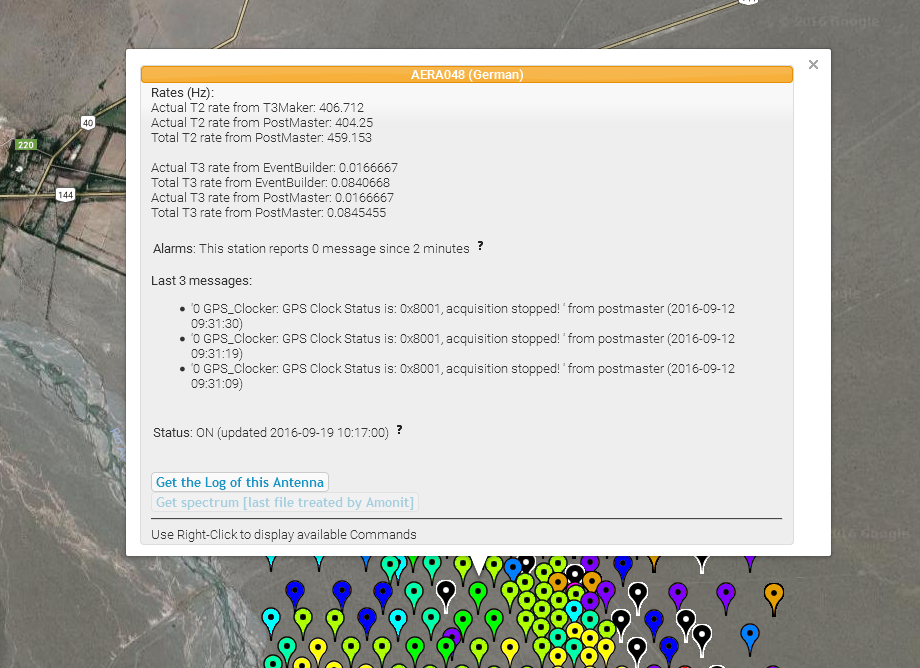 © 2016 Google
×
AERA048 (German)
Rates (Hz):
Actual T2 rate from T3Maker: 406.712
Actual T2 rate from PostMaster: 404.25
40
Total T2 rate from PostMaster: 459.153
220
Actual T3 rate from EventBuilder: 0.0166667
Total T3 rate from EventBuilder: 0.0840668
144
Actual T3 rate from PostMaster: 0.0166667
Total T3 rate from PostMaster: 0.0845455
Alarms: This station reports 0 message since 2 minutes ?
Last 3 messages:
'0 GPS_Clocker: GPS Clock Status is: 0x8001, acquisition stopped! ' from postmaster (2016-09-12
09:31:30)
'0 GPS_Clocker: GPS Clock Status is: 0x8001, acquisition stopped! ' from postmaster (2016-09-12
09:31:19)
'0 GPS_Clocker: GPS Clock Status is: 0x8001, acquisition stopped! ' from postmaster (2016-09-12
09:31:09)
Status: ON (updated 2016-09-19 10:17:00) ?
Get the Log of this Antenna
Get spectrum [last file treated by Amonit]
Use Right-Click to display available Commands